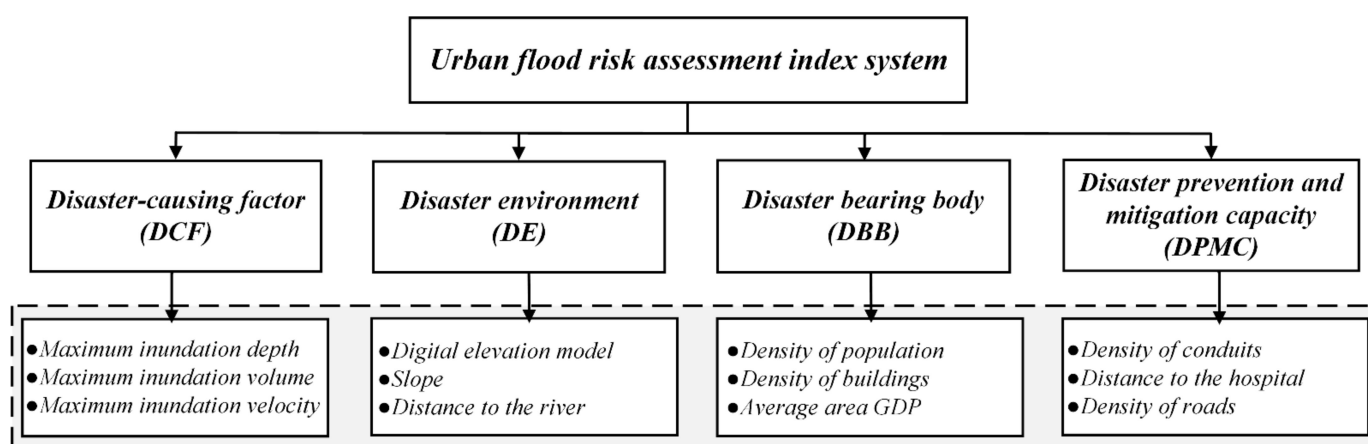 Urban flood risk assessment index system
Disaster-causing factor
(DCF)
Disaster environment
(DE)
Disaster bearing body
(DBB)
Disaster prevention and
mitigation capacity
(DPMC)
●Maximum inundation depth
●Maximum inundation volume
●Maximum inundation velocity
●Digital elevation model
●Slope
●Distance to the river
●Density of population
●Density of buildings
●Average area GDP
●Density of conduits
●Distance to the hospital
●Density of roads